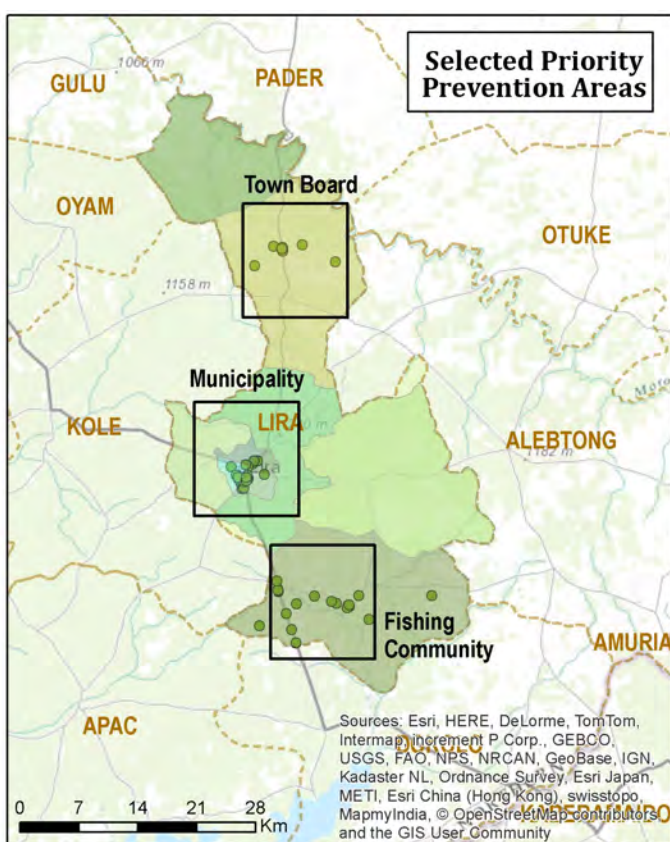 Selected Priority
Prevention Areas
1066 m
GULU
PADER
Town Board
OYAM
OTUKE
1158 m
Municipality
KOLE
LIRA
ALEBTONG
1182 m
Fishing
Community
AMURIA
APAC
Sources: Esri, HERE, DeLorme, TomTom,
Intermap, increment P Corp., GEBCO,
USGS, FAO, NPS, NRCAN, GeoBase, IGN,
Kadaster NL, Ordnance Survey, Esri Japan,
METI, Esri China (Hong Kong), swisstopo,
MapmyIndia, © OpenStreetMap contributors,
and the GIS User Community
0 7 14 21 28
Km